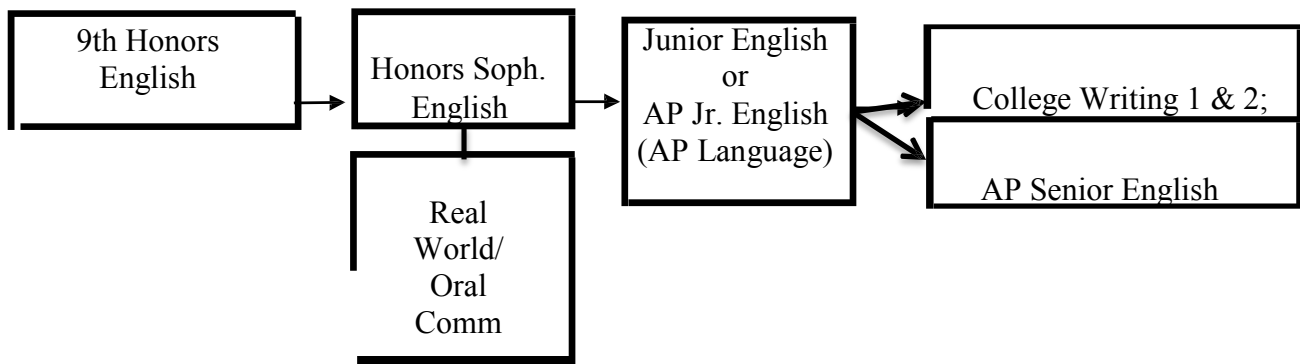 9th Honors
English
Honors Soph.
English
Real
World/
Oral
Comm
Junior English
or
AP Jr. English
(AP Language)
College Writing 1 & 2;
AP Senior English